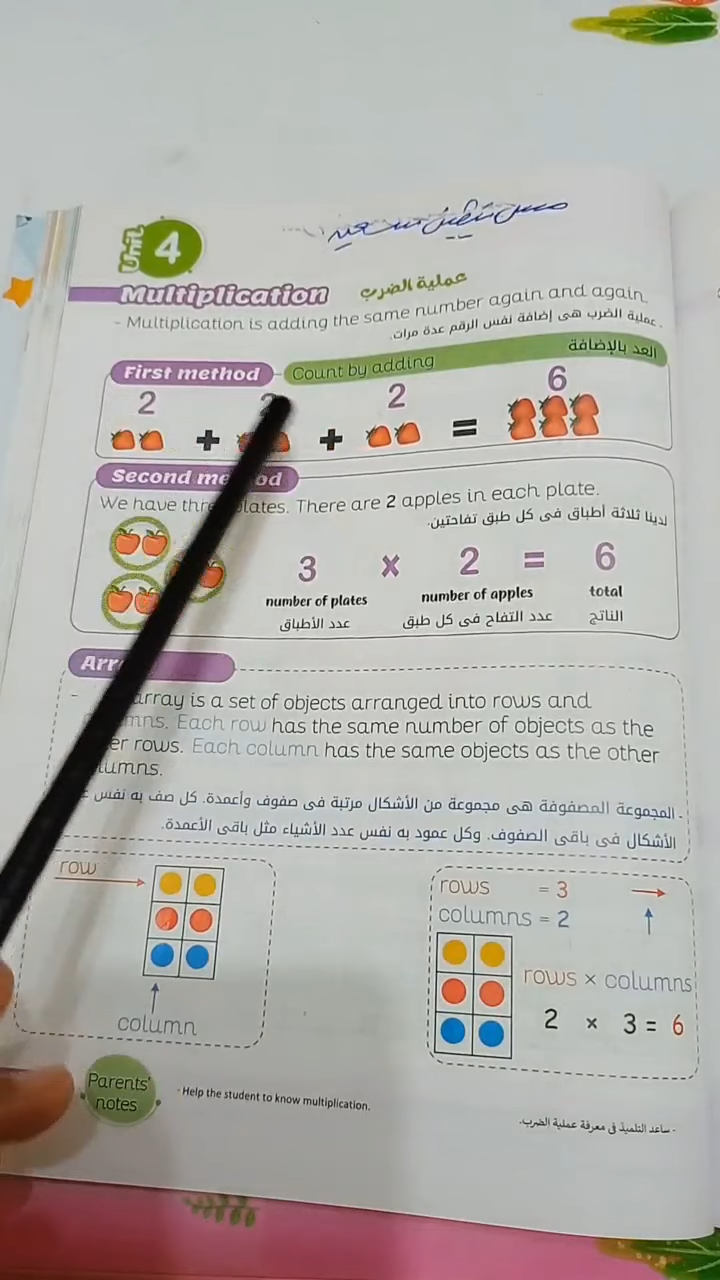 Unit 4
Multiplication عملية الضرب
- Multiplication is adding the same number again and again.
عملية الضرب هى إضافة نفس الرقم عدة مرات.
First method Count by adding العد بالإضافة
2 2 2 6
+ + =
Second method
We have three plates. There are 2 apples in each plate.
لدينا ثلاثة أطباق فى كل طبق تفاحتين.
3 x 2 = 6
number of plates number of apples total
عدد الأطباق عدد التفاح فى كل طبق الناتج
array is a set of objects arranged into rows and
Each row has the same number of objects as the
rows. Each column has the same objects as the other
- المجموعة المصفوفة هى مجموعة من الأشكال مرتبة فى صفوف وأعمدة. كل صف به نفس
الأشكال فى باقى الصفوف. وكل عمود به نفس عدد الأشياء مثل باقى الأعمدة.
row
column
rows = 3
columns = 2
rows × columns
2 × 3 = 6
Parents' notes
- Help the student to know multiplication.
- ساعد التلميذ فى معرفة عملية الضرب.